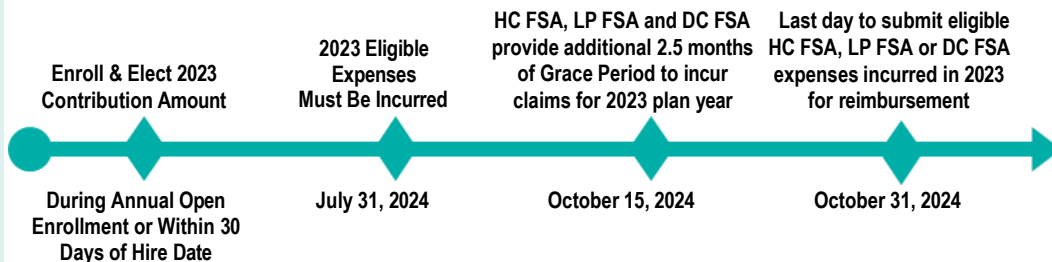 Enroll & Elect 2023
Contribution Amount
During Annual Open
Enrollment or Within 30
Days of Hire Date
2023 Eligible
Expenses
Must Be Incurred
July 31, 2024
HC FSA, LP FSA and DC FSA
provide additional 2.5 months
of Grace Period to incur
claims for 2023 plan year
October 15, 2024
Last day to submit eligible
HC FSA, LP FSA or DC FSA
expenses incurred in 2023
for reimbursement
October 31, 2024